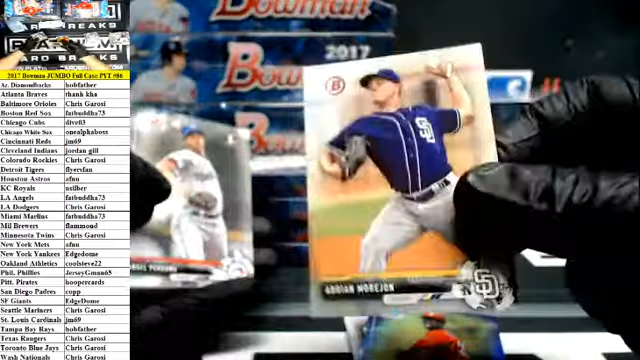 Bowman
2017
Bowman
CARD BREAKS
2017 Bowman JUMBO Full Case PYT #86
Az. Diamondbacks hobfather
Atlanta Braves thank kha
Baltimore Orioles Chris Garosi
Boston Red Sox fatbuddha73
Chicago Cubs dive03
Chicago White Sox onealphaboss
Cincinnati Reds jm69
Cleveland Indians jordan gill
Colorado Rockies Chris Garosi
Detroit Tigers flyersfan
Houston Astros afnu
KC Royals nsilber
LA Angels fatbuddha73
LA Dodgers Chris Garosi
Miami Marlins fatbuddha73
Mil Brewers flammoud
Minnesota Twins Chris Garosi
New York Mets afnu
New York Yankees Edgedome
Oakland Athletics coolsteve22
Phil. Phillies JerseyGman65
Pitt. Pirates hoopercards
San Diego Padres copp
SF Giants EdgeDome
Seattle Mariners Chris Garosi
St. Louis Cardinals jm69
Tampa Bay Rays hobfather
Texas Rangers Chris Garosi
Toronto Blue Jays Chris Garosi
Wash Nationals Chris Garosi
B
SD
ADRIAN MOREJON
SD